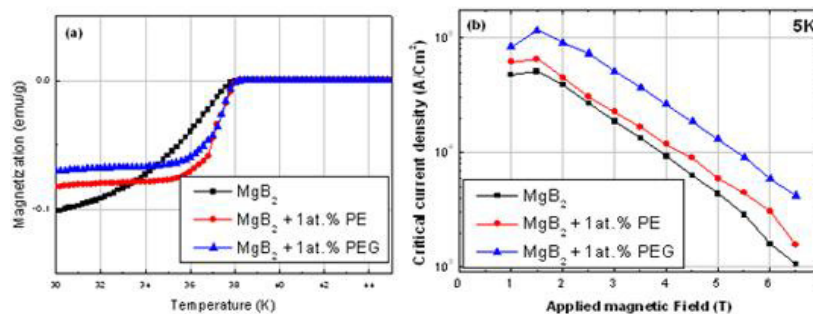 (a)
Magnetization (emu/g)
0.0
-0.1
MgB₂
MgB₂ + 1at.% PE
MgB₂ + 1at.% PEG
30 32 34 36 38 40 42 44
Temperature (K)
(b)
5K
Critical current density (A/Cm²)
10⁴
MgB₂
MgB₂ + 1at.% PE
MgB₂ + 1at.% PEG
0 1 2 3 4 5 6
Applied magnetic Field (T)